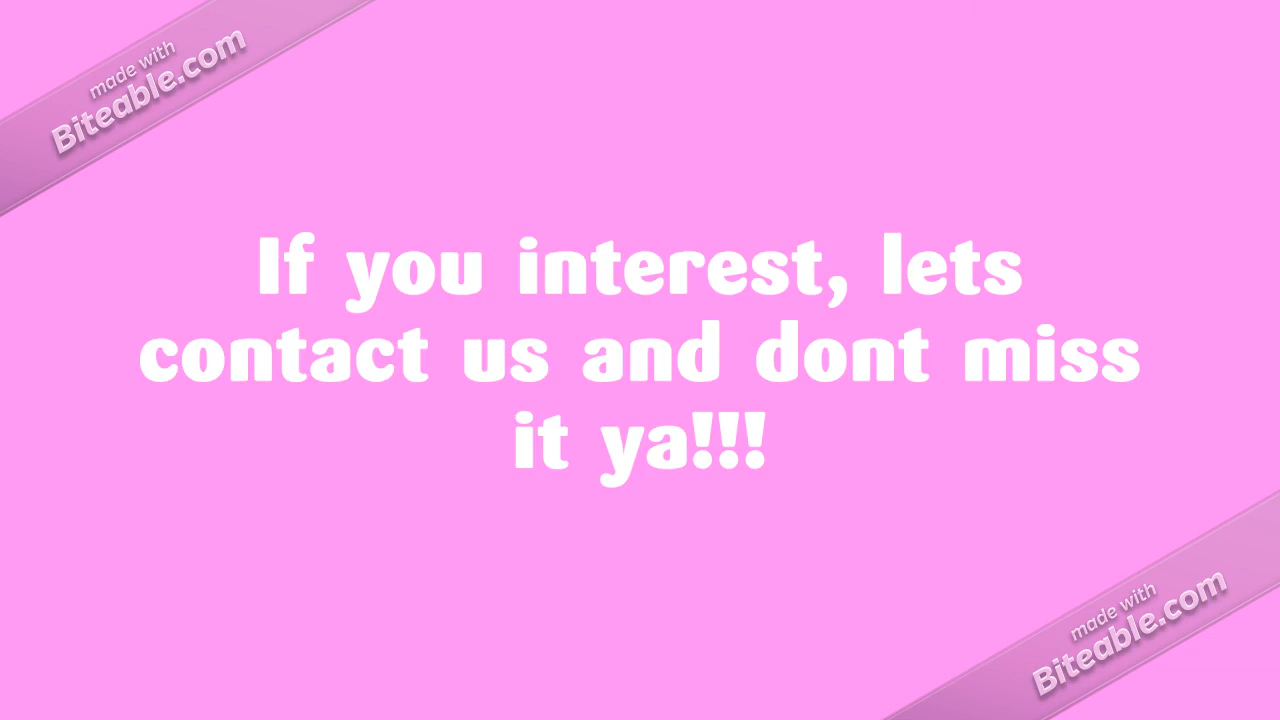 made with
Biteable.com
If you interest, lets
contact us and dont miss
it ya!!!
made with
Biteable.com